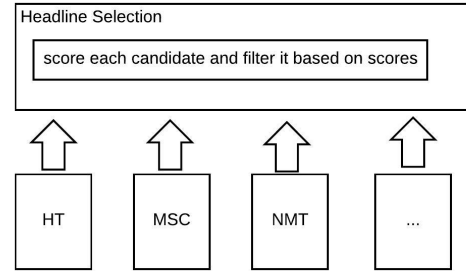 Headline Selection
score each candidate and filter it based on scores
HT
MSC
NMT
...